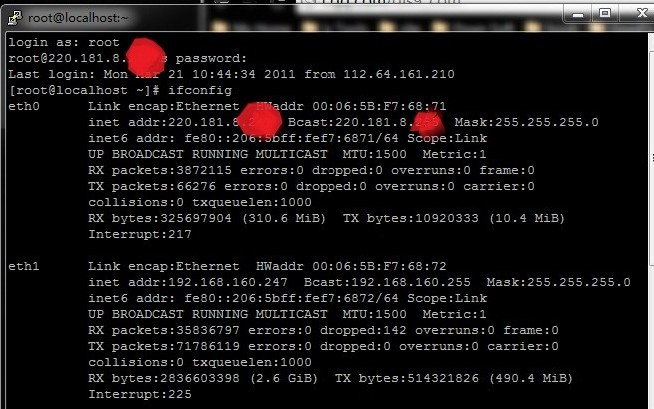 root@localhost:~
login as: root
root@220.181.8. s password:
Last login: Mon Mar 21 10:44:34 2011 from 112.64.161.210
[root@localhost ~]# ifconfig
eth0 Link encap:Ethernet HWaddr 00:06:5B:F7:68:71
inet addr:220.181.8. Bcast:220.181.8. Mask:255.255.255.0
inet6 addr: fe80::206:5bff:fef7:6871/64 Scope:Link
UP BROADCAST RUNNING MULTICAST MTU:1500 Metric:1
RX packets:3872115 errors:0 dropped:0 overruns:0 frame:0
TX packets:66276 errors:0 dropped:0 overruns:0 carrier:0
collisions:0 txqueuelen:1000
RX bytes:325697904 (310.6 MiB) TX bytes:10920333 (10.4 MiB)
Interrupt:217
eth1 Link encap:Ethernet HWaddr 00:06:5B:F7:68:72
inet addr:192.168.160.247 Bcast:192.168.160.255 Mask:255.255.255.0
inet6 addr: fe80::206:5bff:fef7:6872/64 Scope:Link
UP BROADCAST RUNNING MULTICAST MTU:1500 Metric:1
RX packets:35836797 errors:0 dropped:142 overruns:0 frame:0
TX packets:71786119 errors:0 dropped:0 overruns:0 carrier:0
collisions:0 txqueuelen:1000
RX bytes:2836603398 (2.6 GiB) TX bytes:514321826 (490.4 MiB)
Interrupt:225